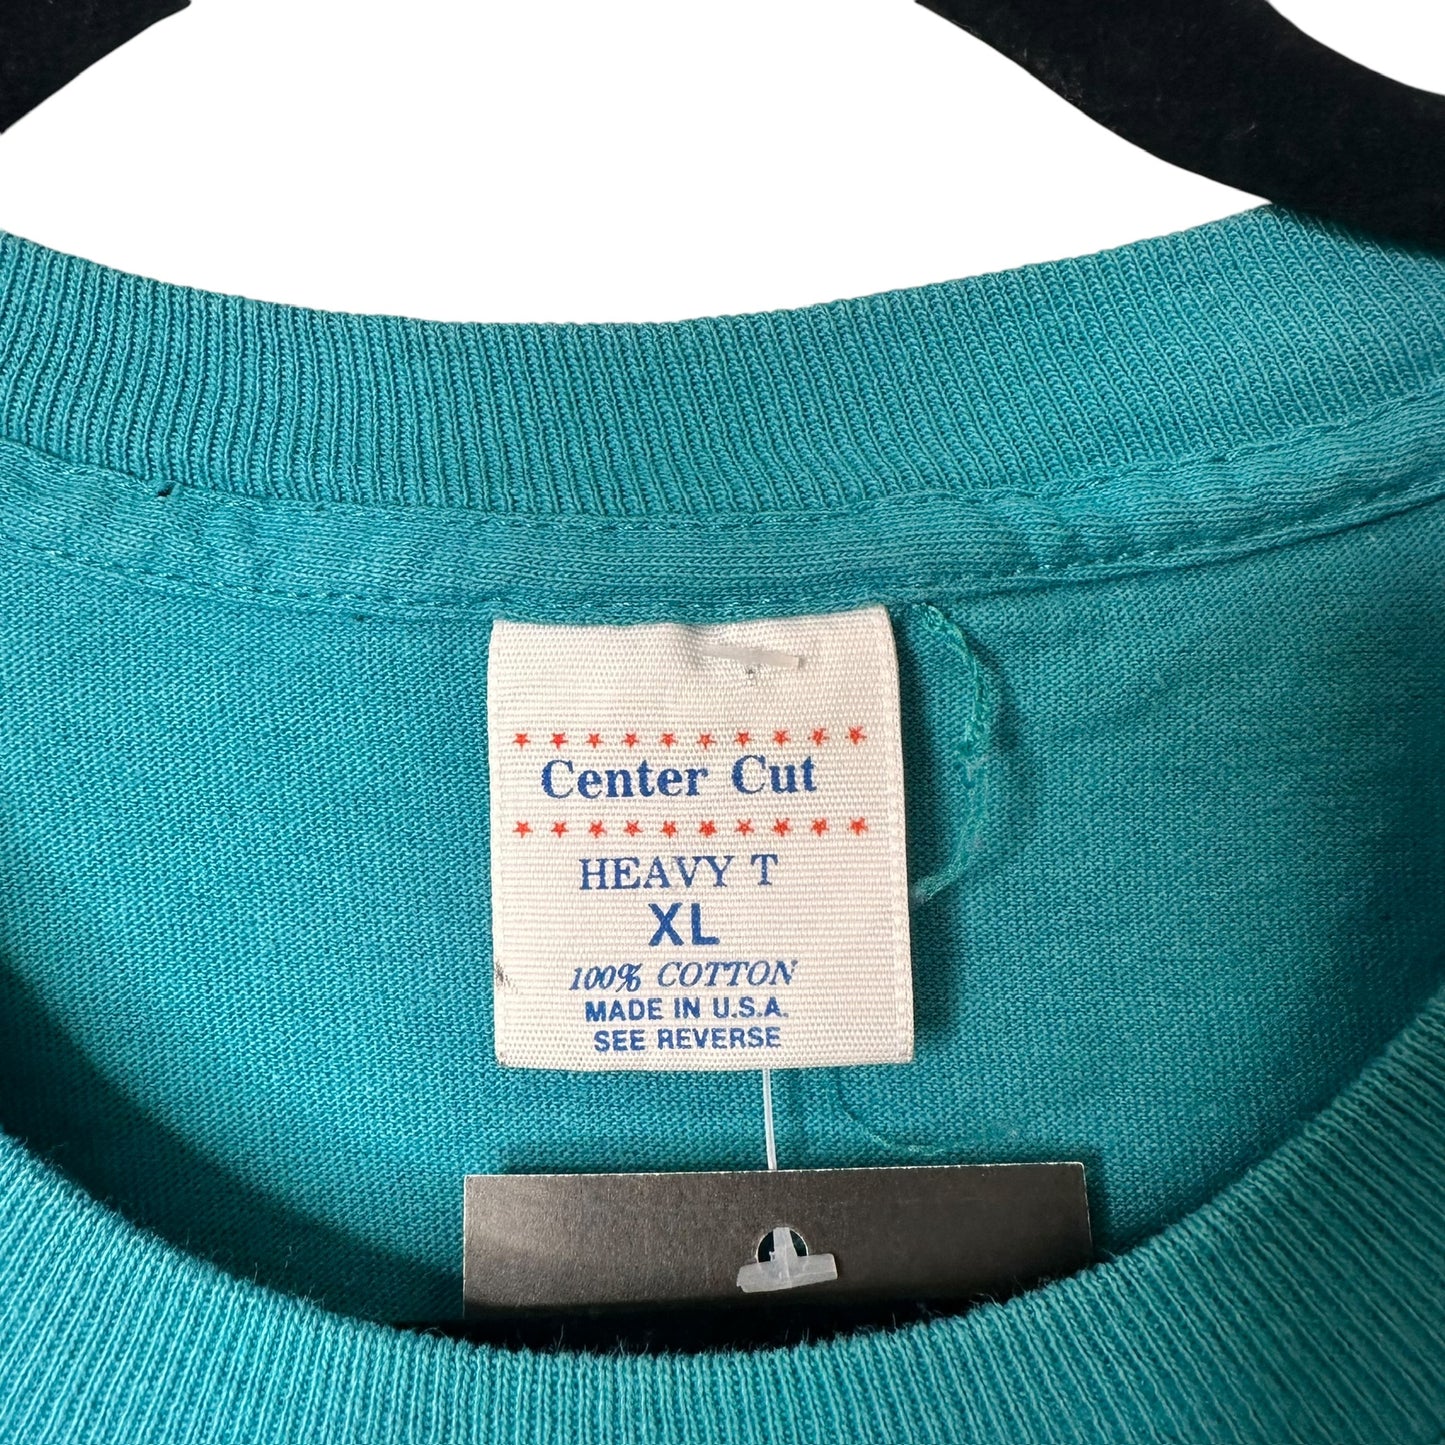 Center Cut
HEAVY T
XL
100% COTTON
MADE IN U.S.A.
SEE REVERSE